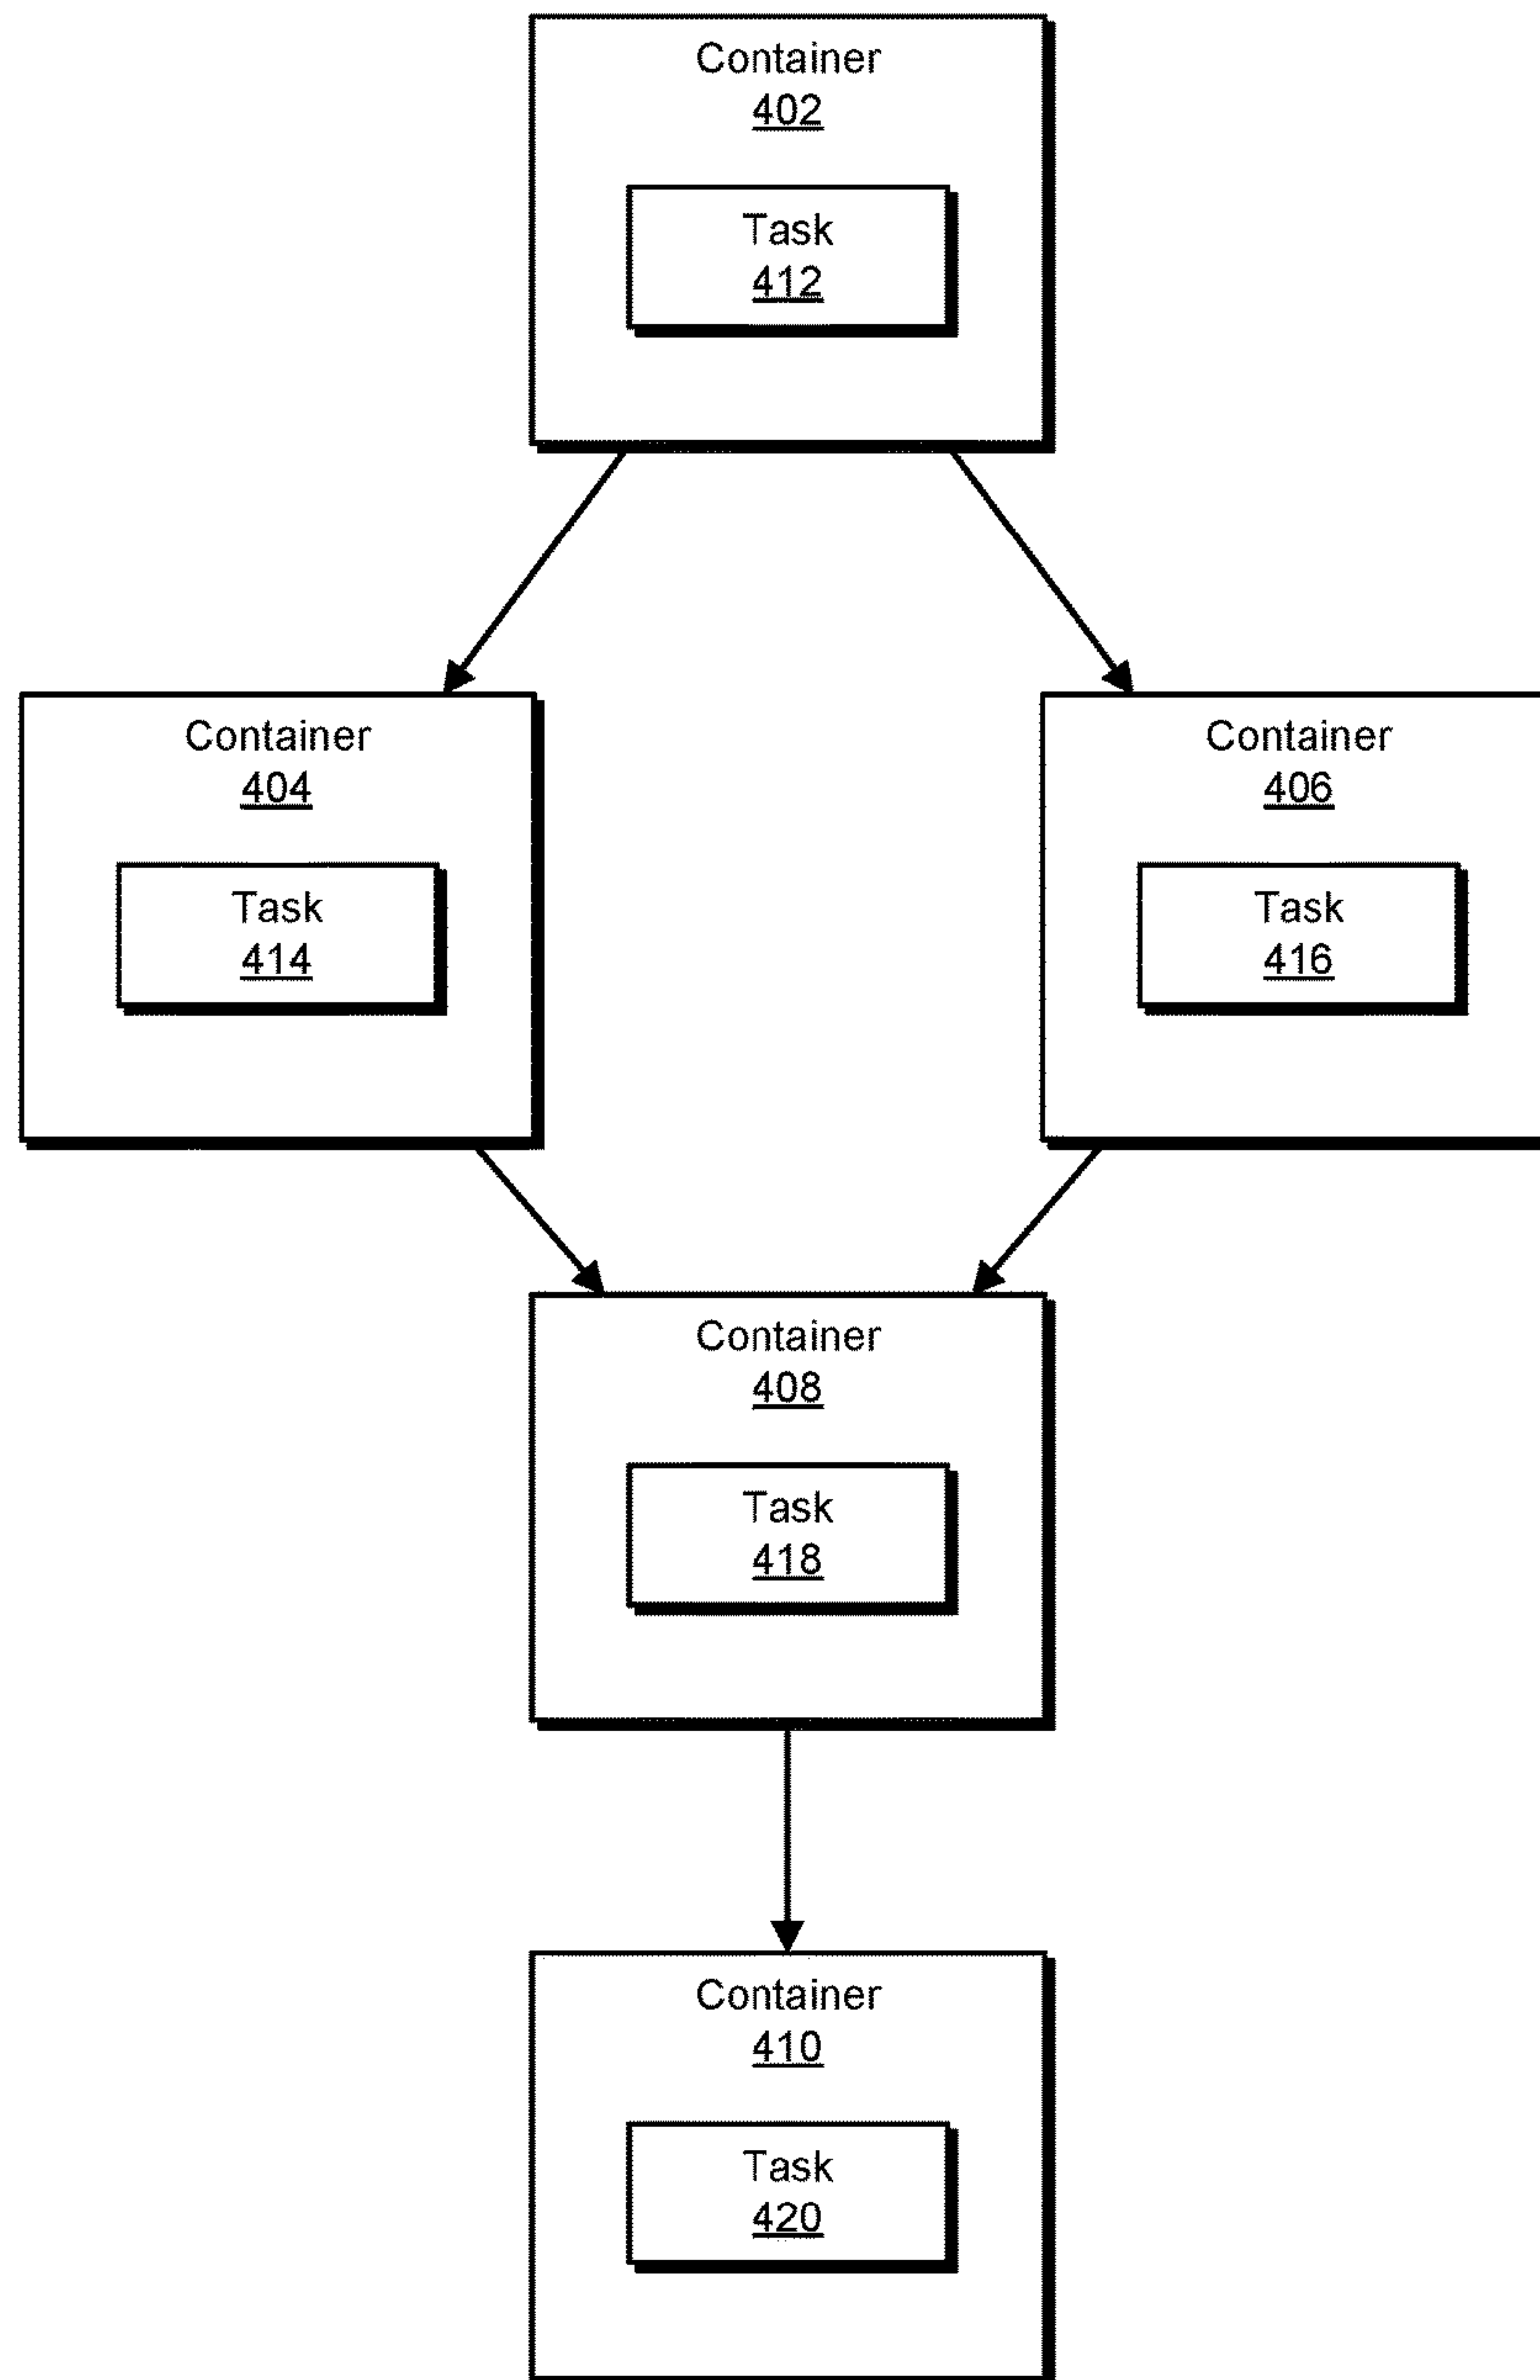 Container
402
Task
412
Container
404
Task
414
Container
406
Task
416
Container
408
Task
418
Container
410
Task
420